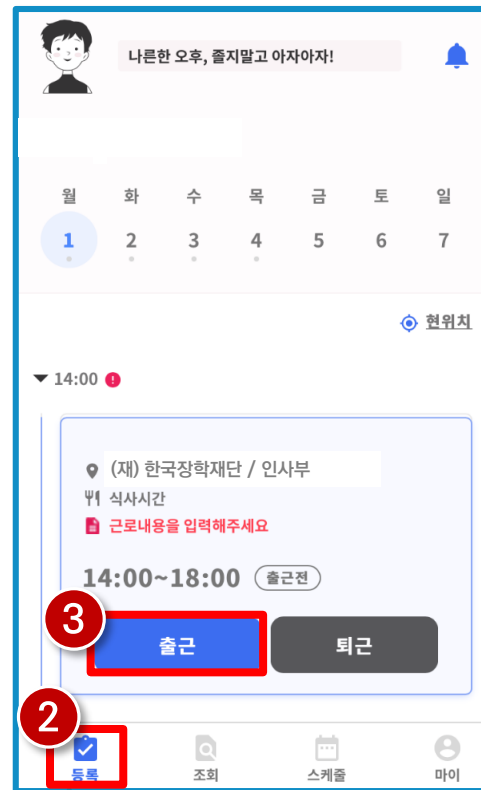 나른한 오후, 졸지말고 아자아자!
월 화 수 목 금 토 일
1 2 3 4 5 6 7
현위치
14:00
(재) 한국장학재단 / 인사부
식사시간
근로내용을 입력해주세요
14:00~18:00 출근전
3
출근 퇴근
2
등록 조회 스케줄 마이